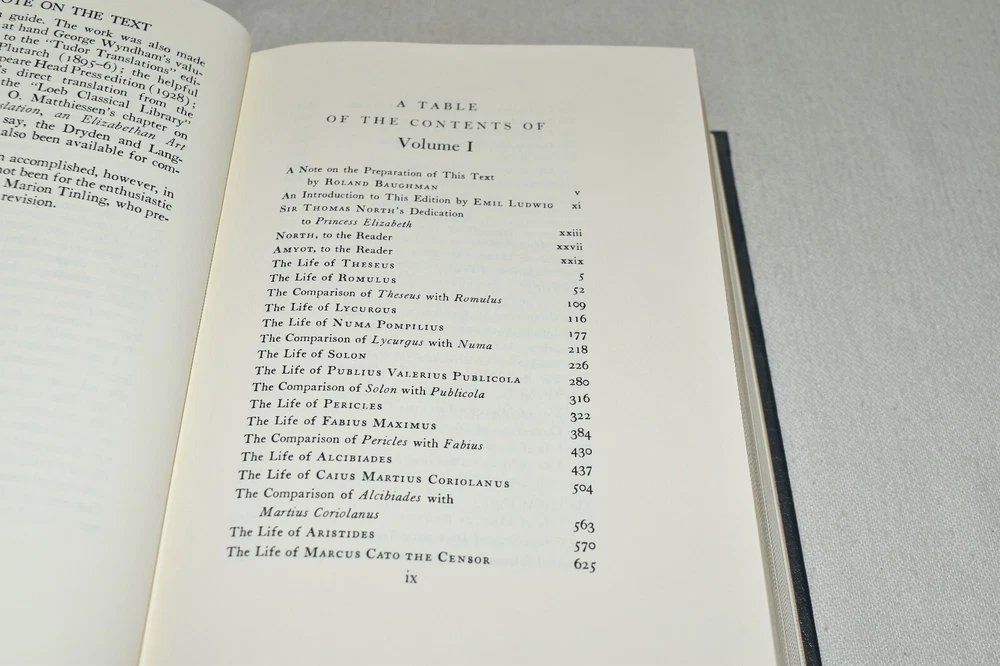 OTE ON THE TEXT
a guide. The work was also made
at hand George Wyndham's valu-
to the "Tudor Translations" edi-
Plutarch (1895–6); the helpful
peare Head Press edition (1928);
's direct translation from the
the "Loeb Classical Library"
O. Matthiessen's chapter on
slation, an Elizabethan Art
say, the Dryden and Lang-
also been available for com-
n accomplished, however, in
not been for the enthusiastic
Marion Tinling, who pre-
revision.
A TABLE
OF THE CONTENTS OF
Volume I
A Note on the Preparation of This Text
by ROLAND BAUGHMAN v
An Introduction to This Edition by EMIL LUDWIG xi
SIR THOMAS NORTH'S Dedication
to Princess Elizabeth xxiii
NORTH, to the Reader xxvii
AMYOT, to the Reader xxix
The Life of THESEUS 5
The Life of ROMULUS 52
The Comparison of Theseus with Romulus 109
The Life of LYCURGUS 116
The Life of NUMA POMPILIUS 177
The Comparison of Lycurgus with Numa 218
The Life of SOLON 226
The Life of PUBLIUS VALERIUS PUBLICOLA 280
The Comparison of Solon with Publicola 316
The Life of PERICLES 322
The Life of FABIUS MAXIMUS 384
The Comparison of Pericles with Fabius 430
The Life of ALCIBIADES 437
The Life of CAIUS MARTIUS CORIOLANUS 504
The Comparison of Alcibiades with
Martius Coriolanus 563
The Life of ARISTIDES 570
The Life of MARCUS CATO THE CENSOR 625
ix